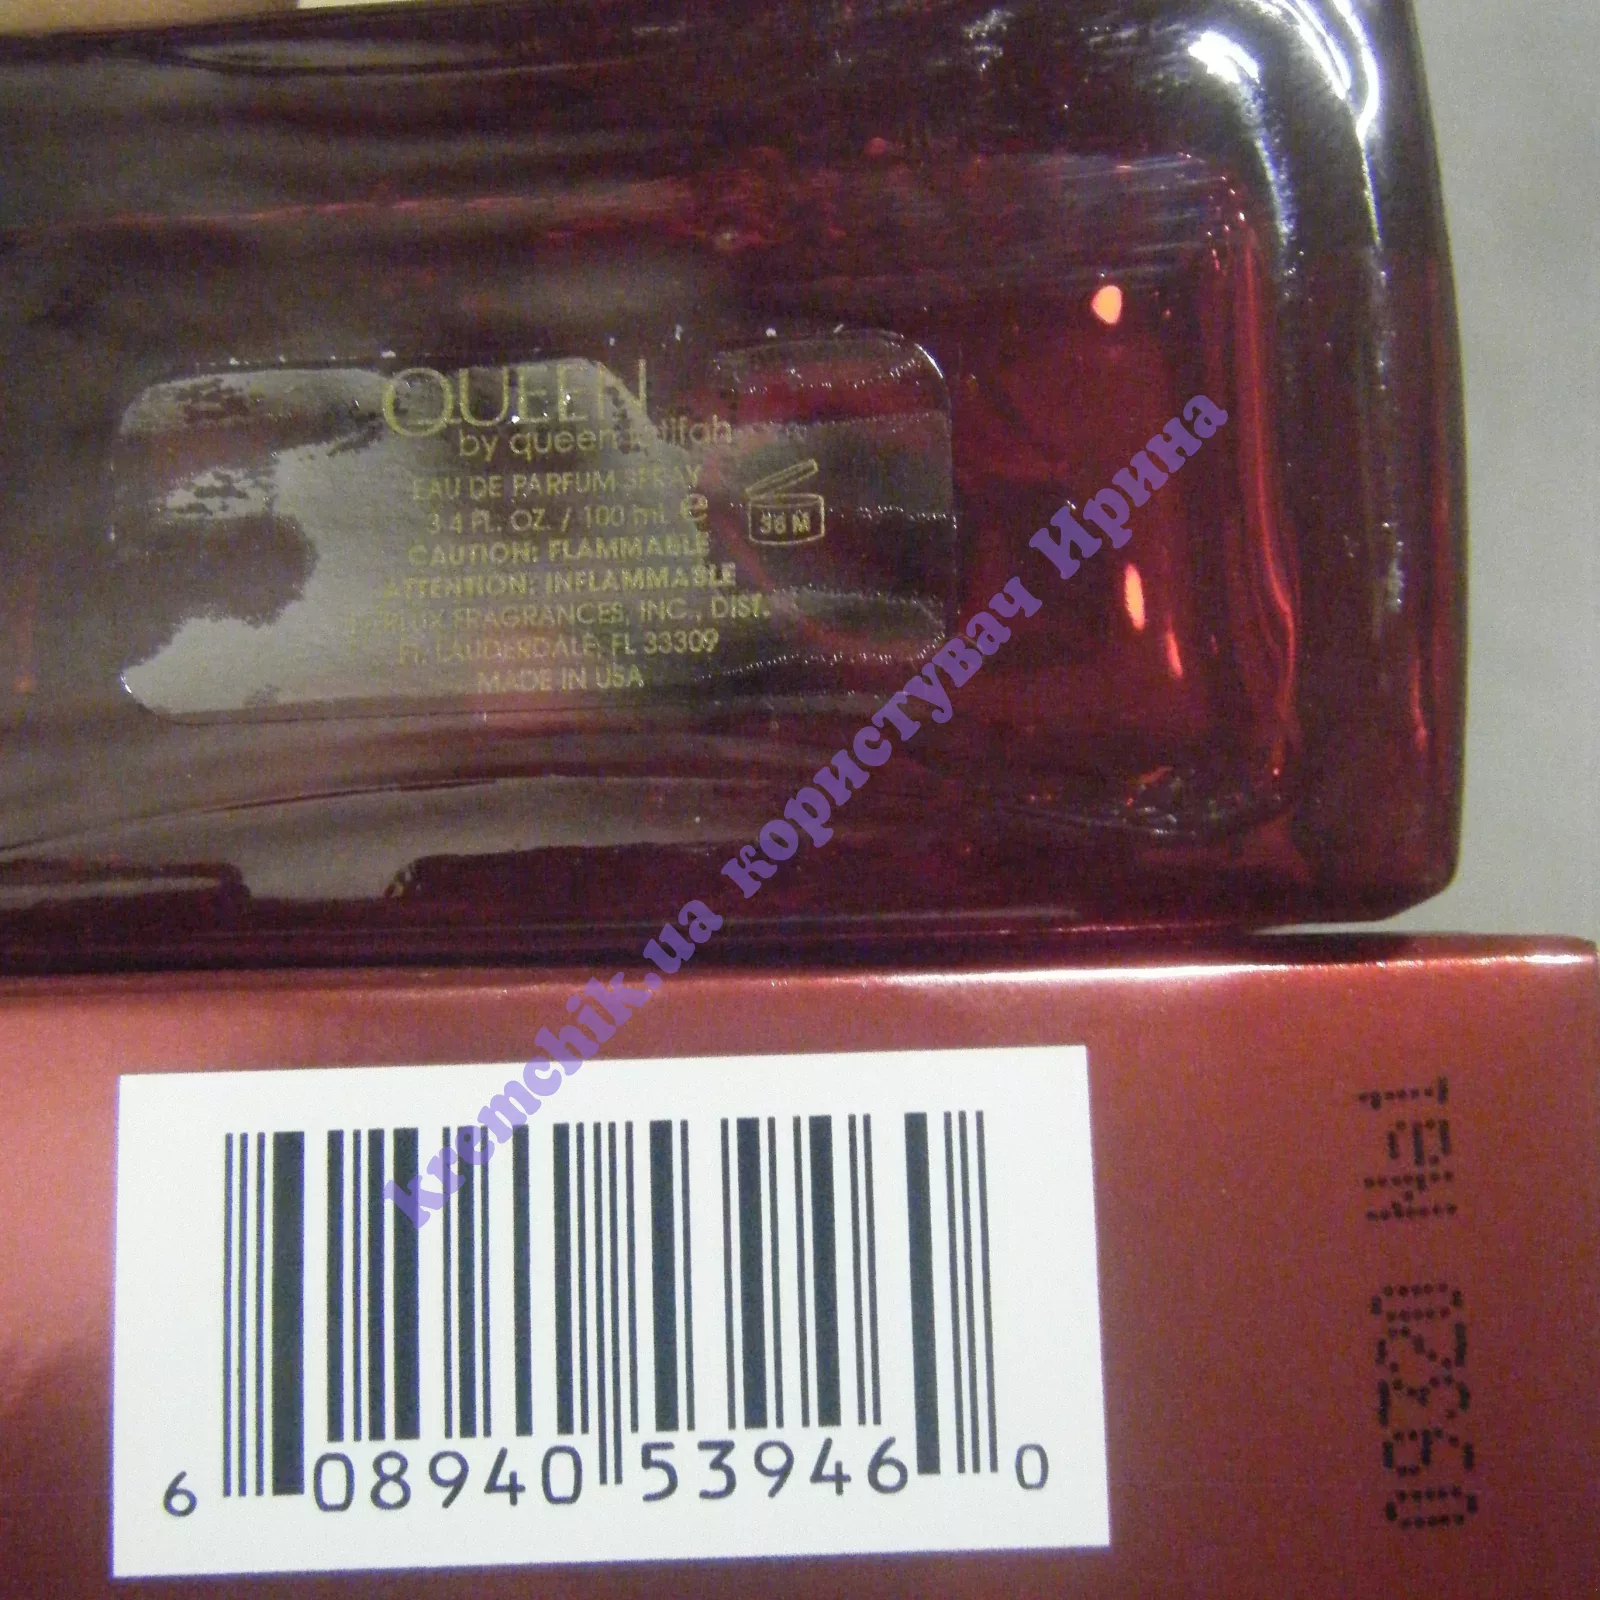 QUEEN
by queen latifah
EAU DE PARFUM SPRAY
3.4 FL. OZ. / 100 mL ℮
36 M
CAUTION: FLAMMABLE
ATTENTION: INFLAMMABLE
PARLUX FRAGRANCES, INC., DIST.
FT. LAUDERDALE, FL 33309
MADE IN USA
kremchik.ua користувач Ирина
6 08940 53946 0